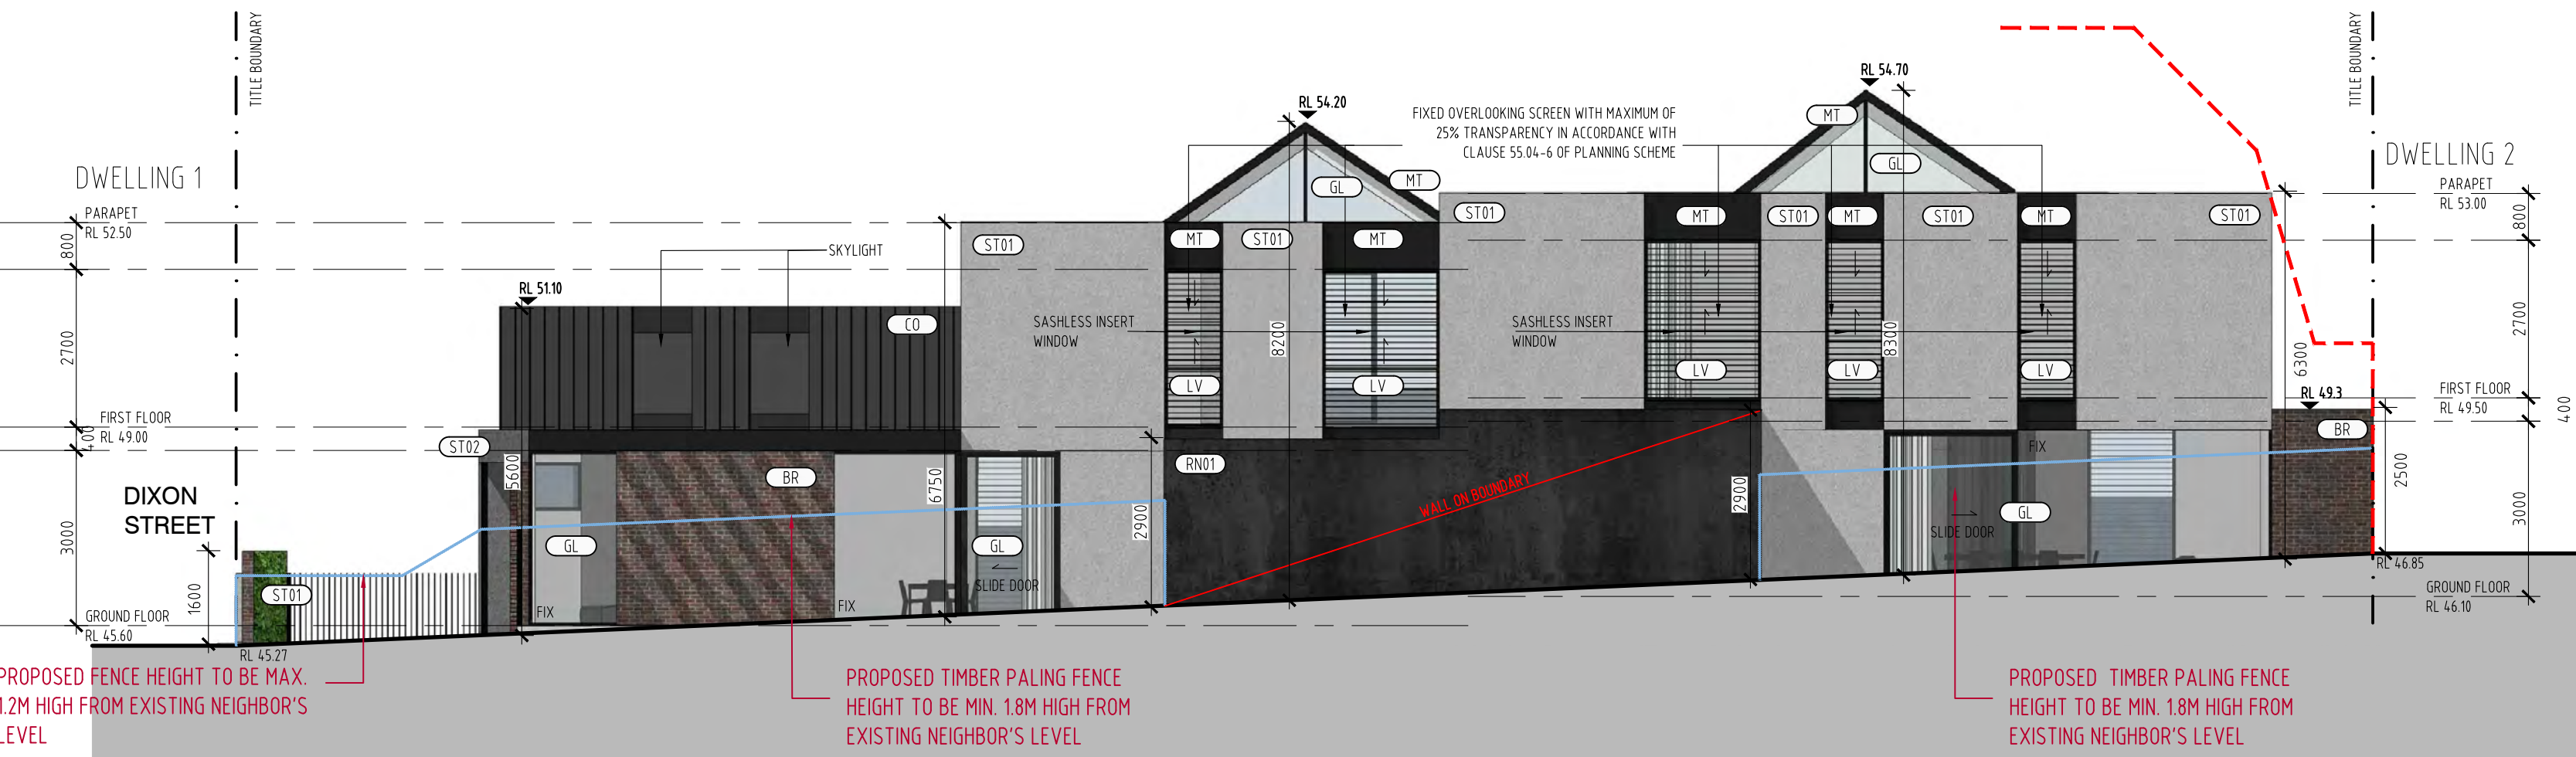 TITLE BOUNDARY
TITLE BOUNDARY
DWELLING 1
DWELLING 2
PARAPET
RL 52.50
800
2700
FIRST FLOOR
RL 49.00
400
3000
GROUND FLOOR
RL 45.60
DIXON
STREET
1600
RL 45.27
ST01
ST02
RL 51.10
5600
FIX
GL
BR
FIX
SKYLIGHT
CO
6750
ST01
GL
SLIDE DOOR
SASHLESS INSERT
WINDOW
2900
RL 54.20
GL
MT
MT
ST01
MT
LV
LV
8200
RN01
WALL ON BOUNDARY
FIXED OVERLOOKING SCREEN WITH MAXIMUM OF
25% TRANSPARENCY IN ACCORDANCE WITH
CLAUSE 55.04-6 OF PLANNING SCHEME
ST01
SASHLESS INSERT
WINDOW
RL 54.70
MT
GL
MT
ST01
MT
ST01
MT
ST01
LV
LV
LV
8300
2900
FIX
GL
SLIDE DOOR
6300
RL 49.3
BR
2500
RL 46.85
PARAPET
RL 53.00
800
2700
FIRST FLOOR
RL 49.50
400
3000
GROUND FLOOR
RL 46.10
PROPOSED FENCE HEIGHT TO BE MAX.
1.2M HIGH FROM EXISTING NEIGHBOR'S
LEVEL
PROPOSED TIMBER PALING FENCE
HEIGHT TO BE MIN. 1.8M HIGH FROM
EXISTING NEIGHBOR'S LEVEL
PROPOSED TIMBER PALING FENCE
HEIGHT TO BE MIN. 1.8M HIGH FROM
EXISTING NEIGHBOR'S LEVEL